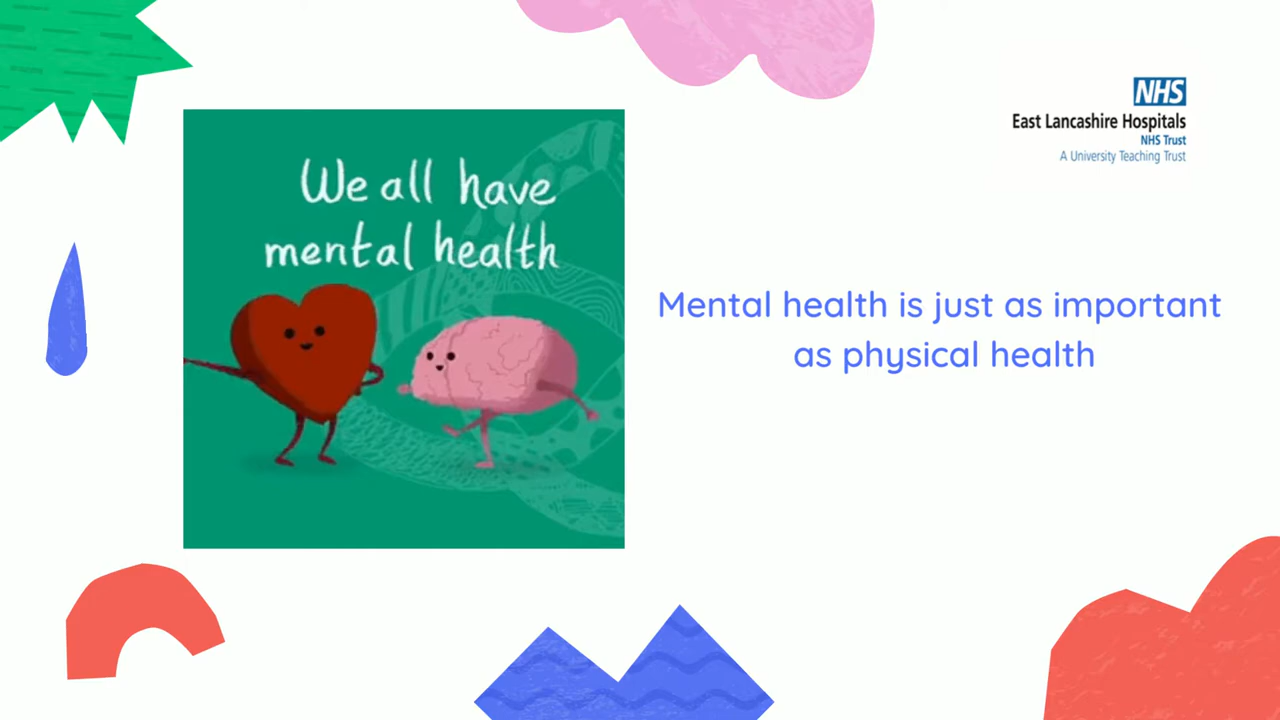 We all have
mental health
NHS
East Lancashire Hospitals
NHS Trust
A University Teaching Trust
Mental health is just as important
as physical health